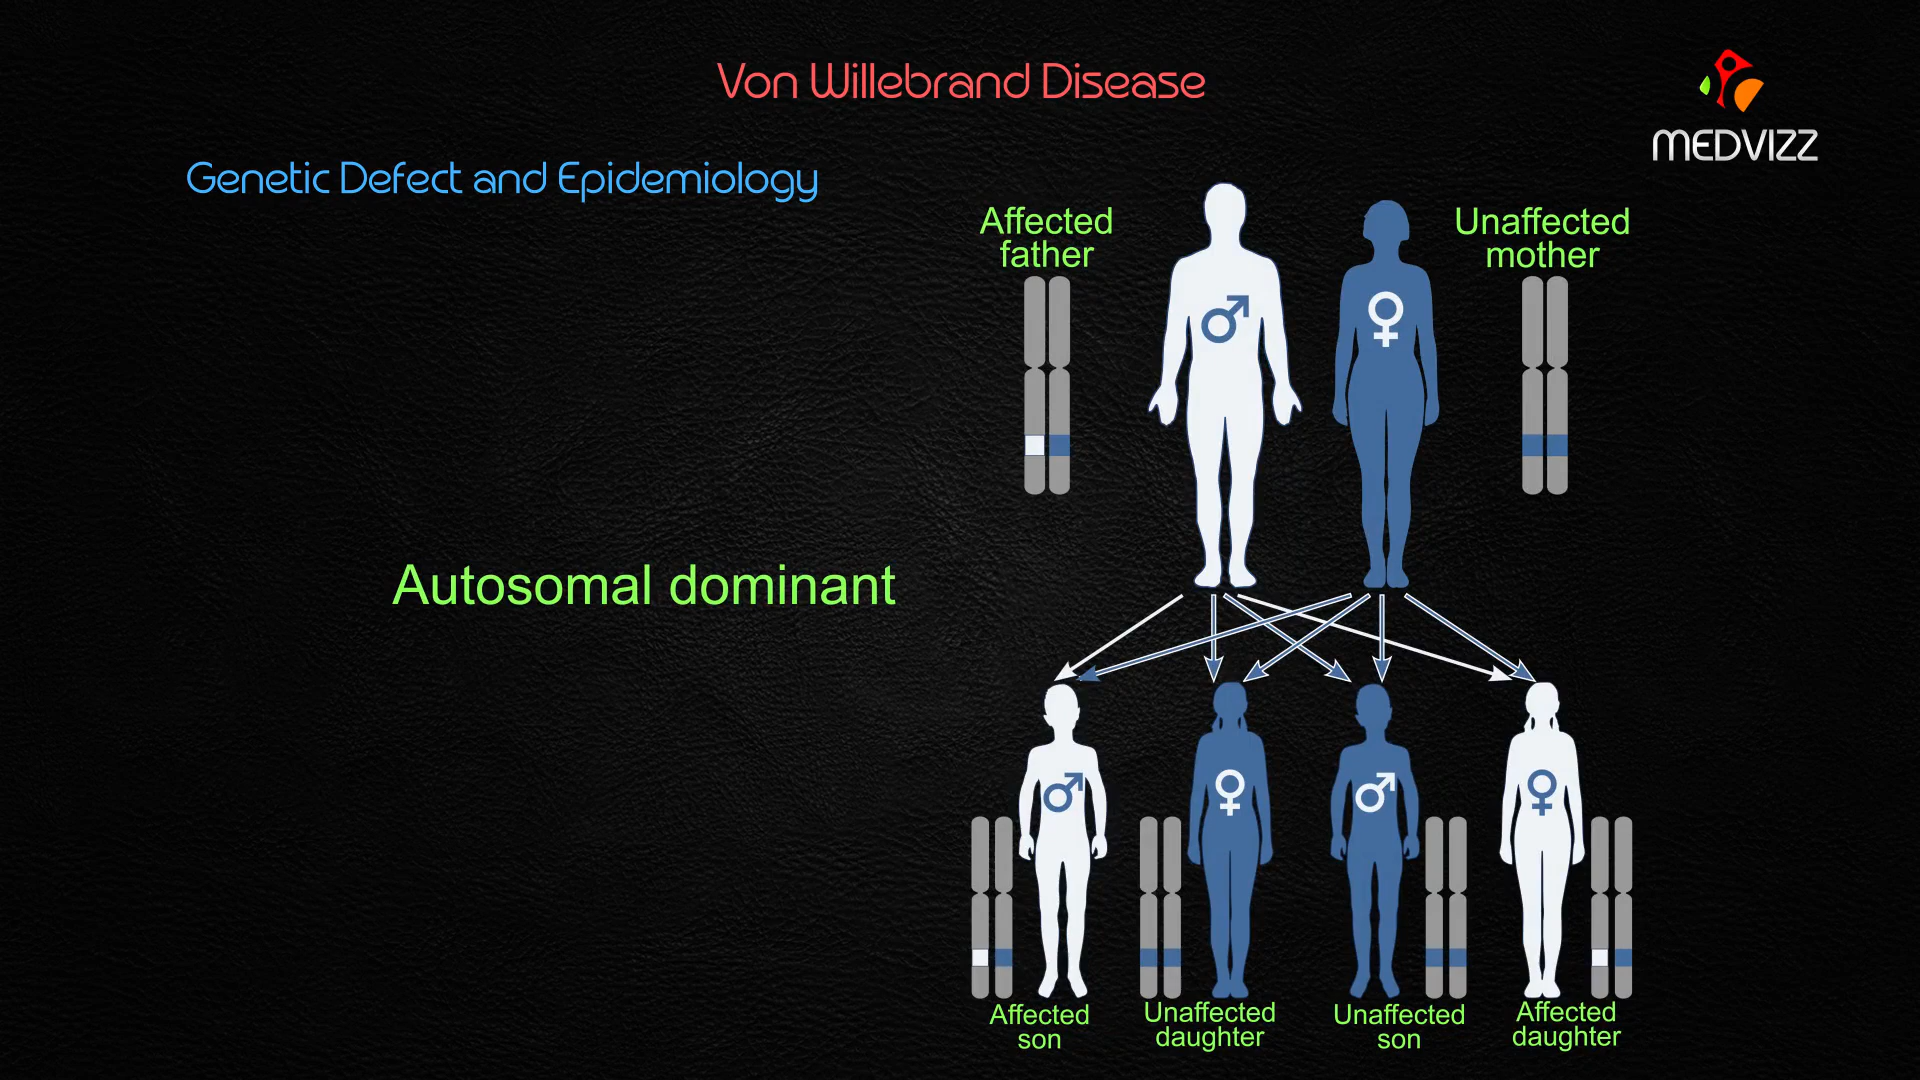 Von Willebrand Disease
MEDVIZZ
Genetic Defect and Epidemiology
Affected
father
Unaffected
mother
Autosomal dominant
Affected
son
Unaffected
daughter
Unaffected
son
Affected
daughter